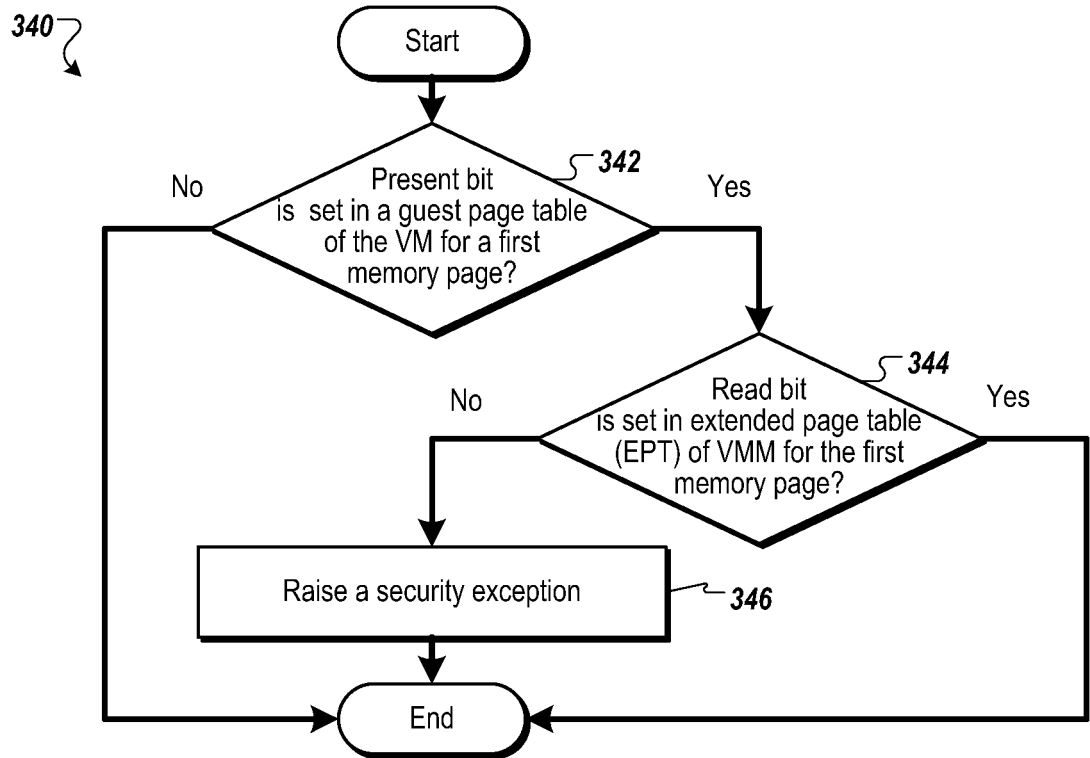 340
Start
342
No
Yes
Present bit
is set in a guest page table
of the VM for a first
memory page?
344
No
Yes
Read bit
is set in extended page table
(EPT) of VMM for the first
memory page?
Raise a security exception
346
End